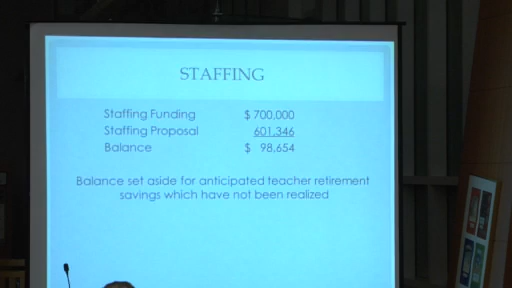 STAFFING
Staffing Funding $ 700,000
Staffing Proposal 601,346
Balance $ 98,654
Balance set aside for anticipated teacher retirement
savings which have not been realized